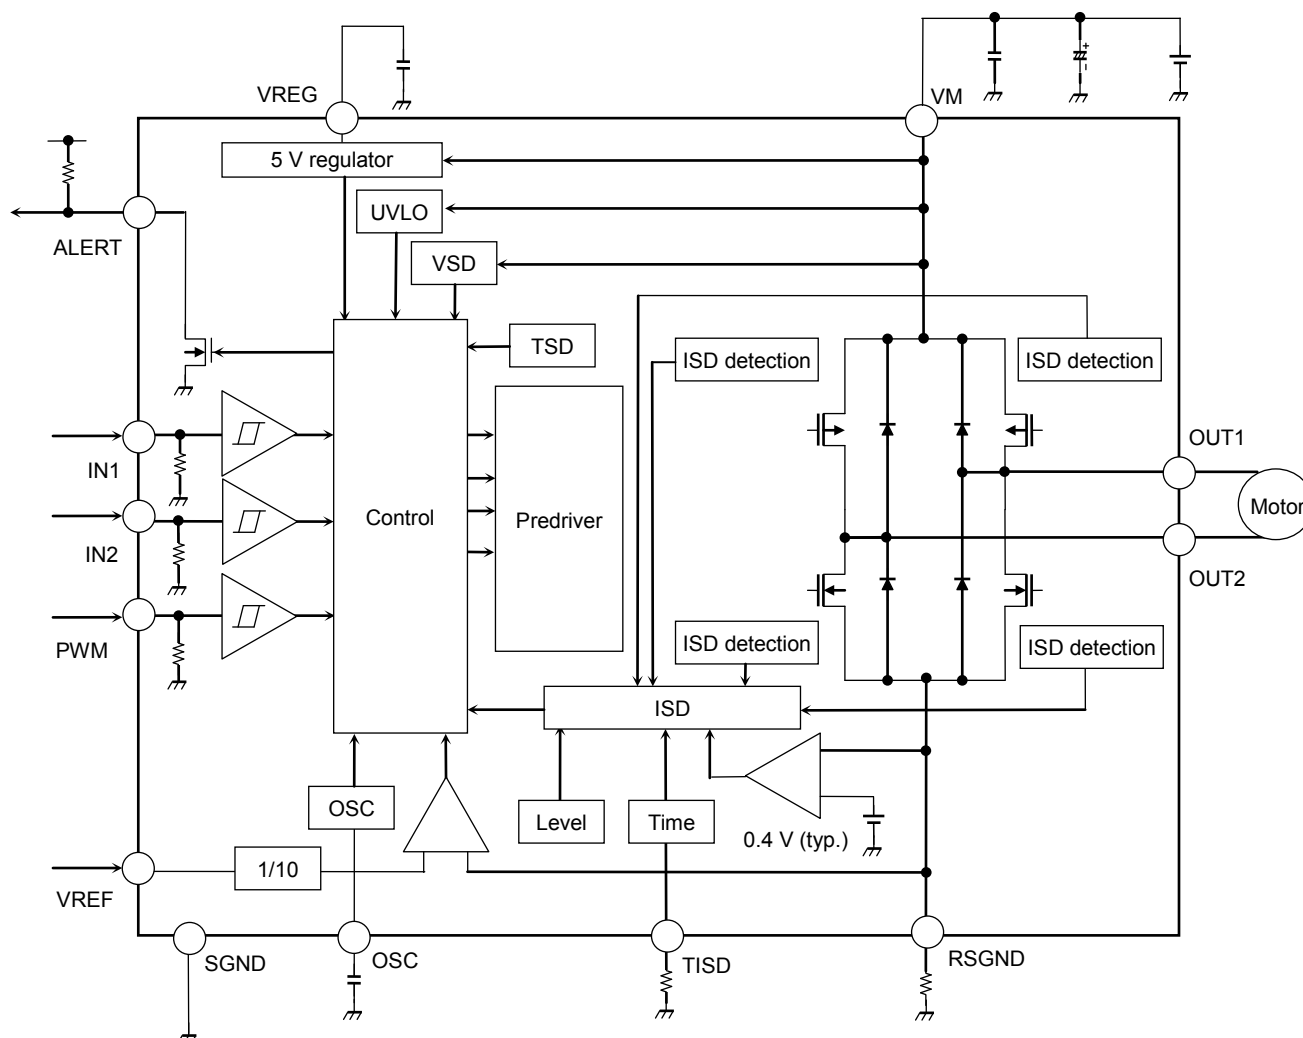 VREG
VM
5 V regulator
ALERT
UVLO
VSD
TSD
ISD detection
ISD detection
IN1
OUT1
Motor
Control
Predriver
IN2
OUT2
PWM
ISD detection
ISD detection
ISD
OSC
Level
Time
0.4 V (typ.)
1/10
VREF
SGND
OSC
TISD
RSGND
+
-